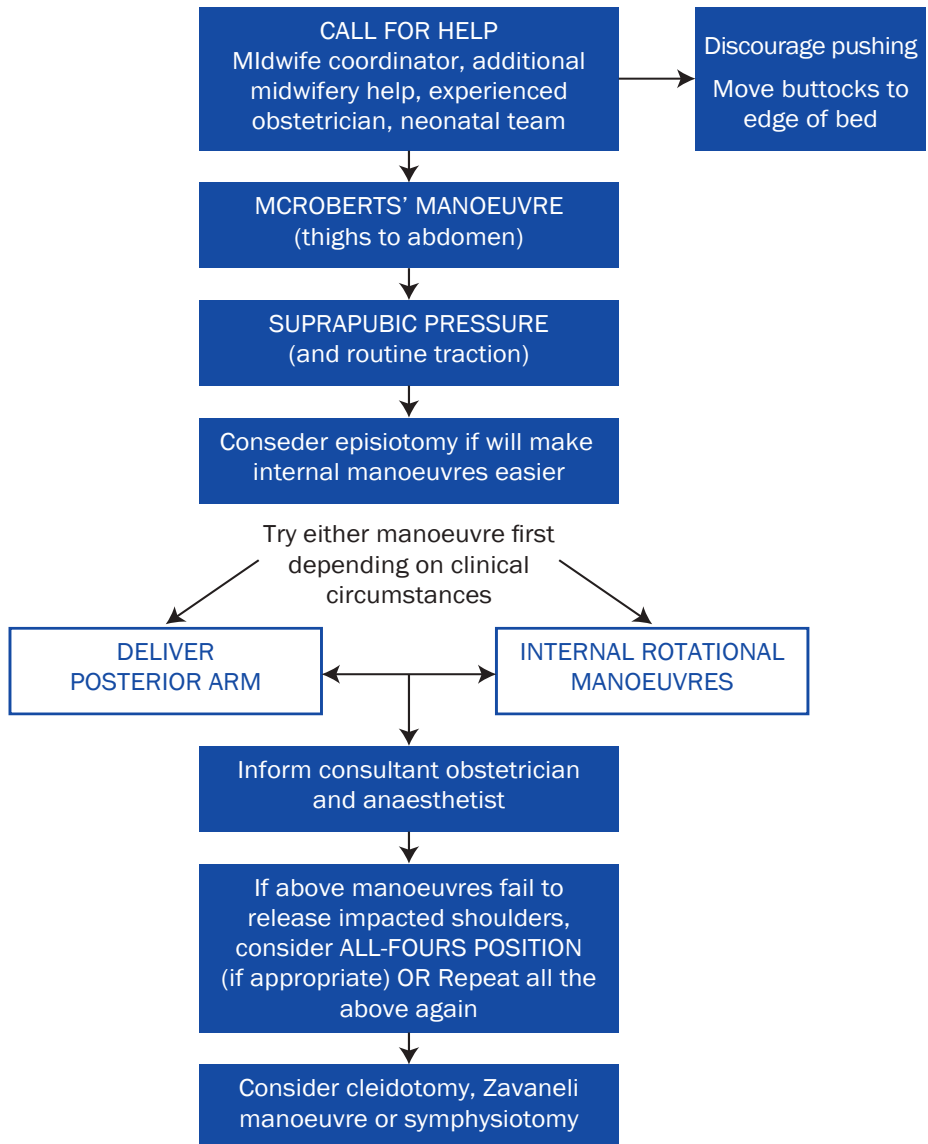 CALL FOR HELP
MIdwife coordinator, additional
midwifery help, experienced
obstetrician, neonatal team
Discourage pushing
Move buttocks to
edge of bed
MCROBERTS’ MANOEUVRE
(thighs to abdomen)
SUPRAPUBIC PRESSURE
(and routine traction)
Conseder episiotomy if will make
internal manoeuvres easier
Try either manoeuvre first
depending on clinical
circumstances
DELIVER
POSTERIOR ARM
INTERNAL ROTATIONAL
MANOEUVRES
Inform consultant obstetrician
and anaesthetist
If above manoeuvres fail to
release impacted shoulders,
consider ALL-FOURS POSITION
(if appropriate) OR Repeat all the
above again
Consider cleidotomy, Zavaneli
manoeuvre or symphysiotomy